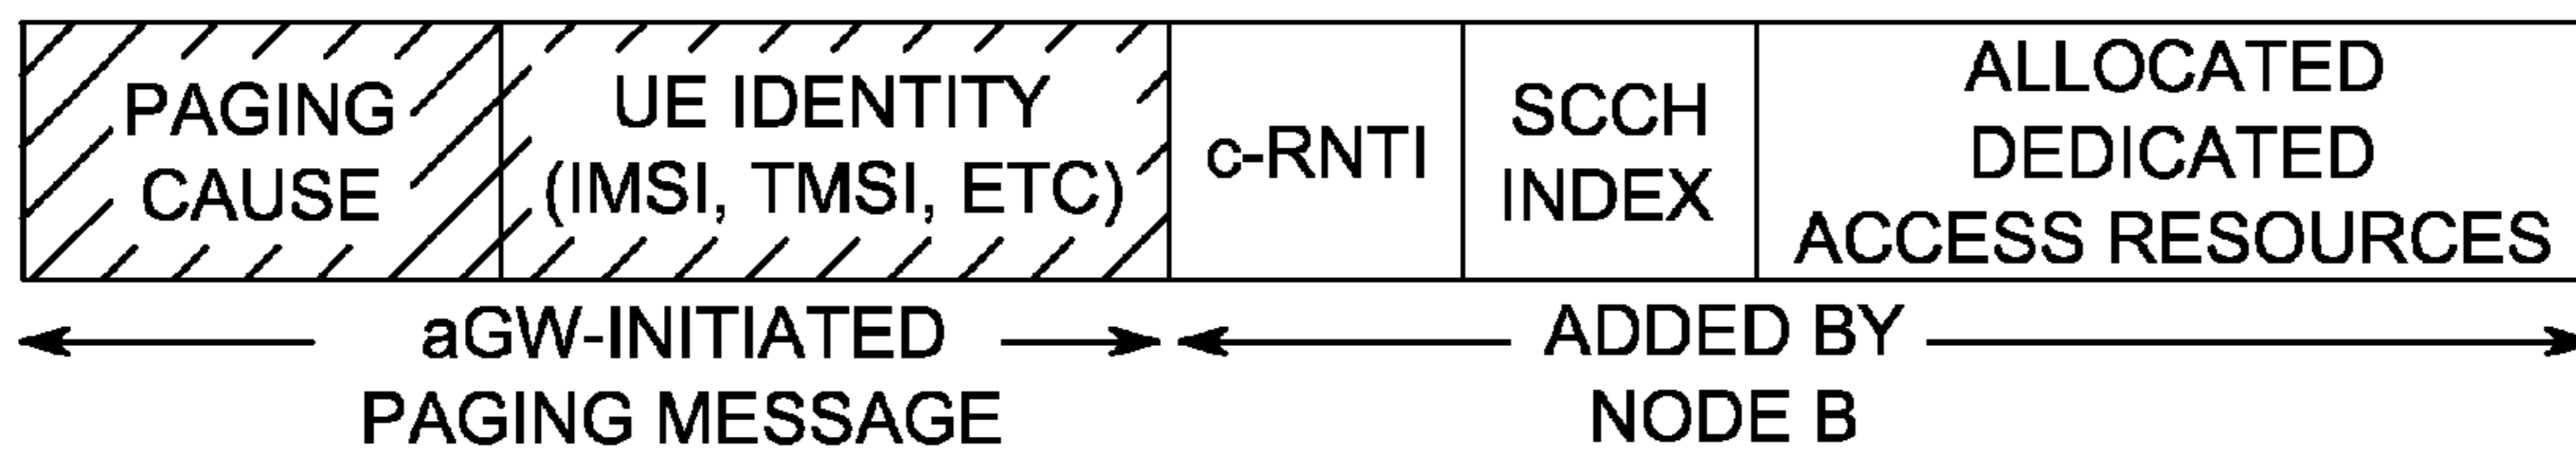 PAGING
CAUSE
UE IDENTITY
(IMSI, TMSI, ETC)
c-RNTI
SCCH
INDEX
ALLOCATED
DEDICATED
ACCESS RESOURCES
aGW-INITIATED
PAGING MESSAGE
ADDED BY
NODE B